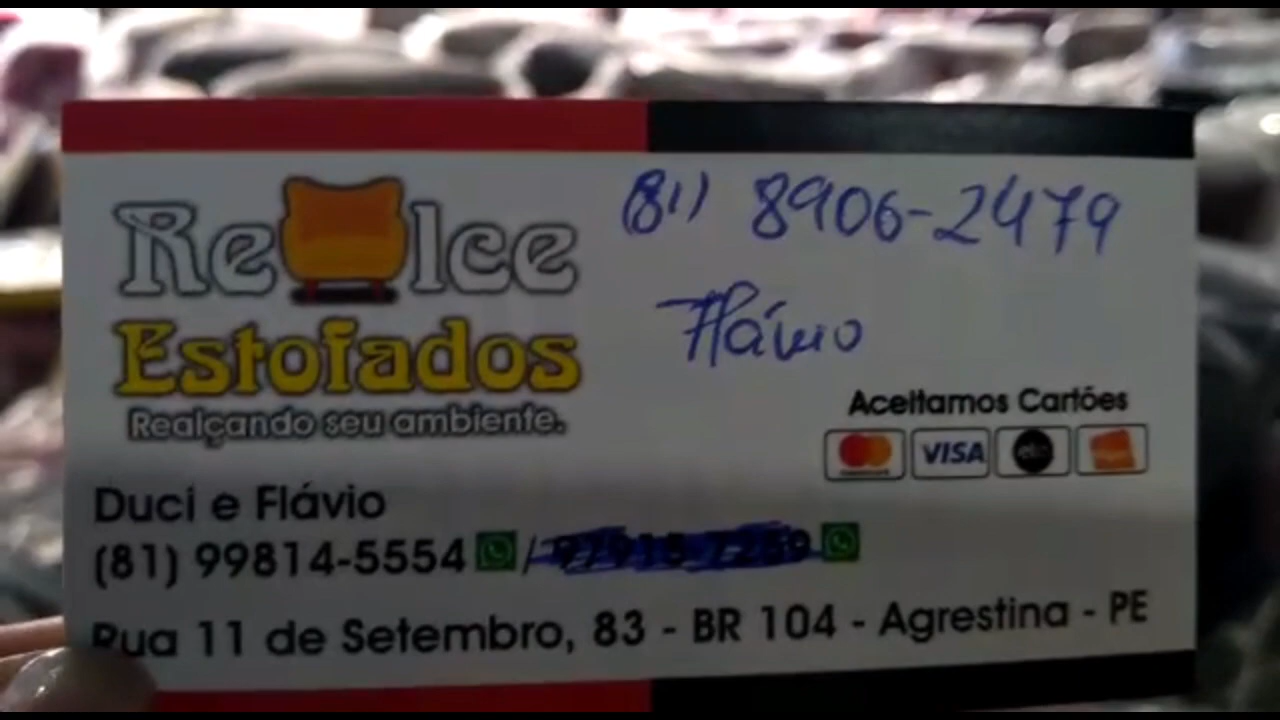 (81) 8906-2479
Realce
Flávio
Estofados
Realçando seu ambiente.
Aceitamos Cartões
VISA
elo
Duci e Flávio
(81) 99814-5554 /
Rua 11 de Setembro, 83 - BR 104 - Agrestina - PE